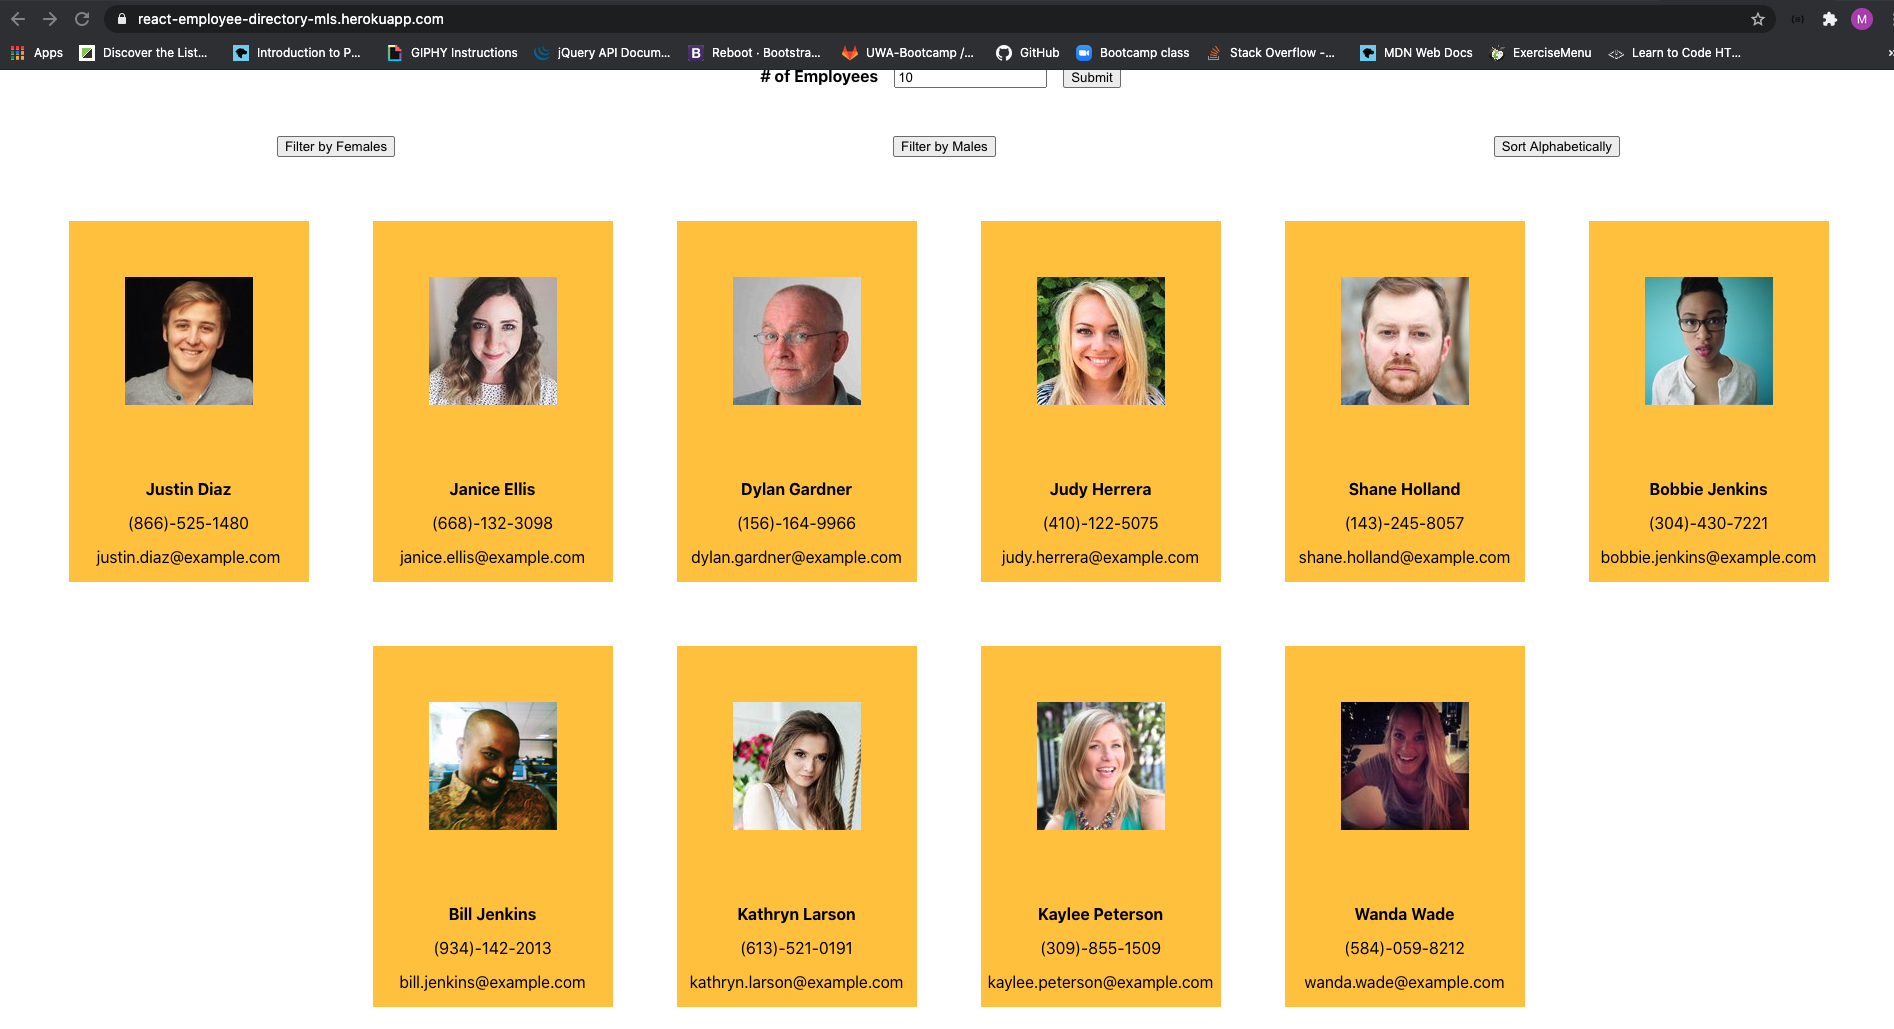 react-employee-directory-mls.herokuapp.com
M
Apps Discover the List... Introduction to P... GIPHY Instructions jQuery API Docum... B Reboot · Bootstra... UWA-Bootcamp /... GitHub Bootcamp class Stack Overflow -... MDN Web Docs ExerciseMenu Learn to Code HT... »
# of Employees 10 Submit
Filter by Females Filter by Males Sort Alphabetically
Justin Diaz
(866)-525-1480
justin.diaz@example.com
Janice Ellis
(668)-132-3098
janice.ellis@example.com
Dylan Gardner
(156)-164-9966
dylan.gardner@example.com
Judy Herrera
(410)-122-5075
judy.herrera@example.com
Shane Holland
(143)-245-8057
shane.holland@example.com
Bobbie Jenkins
(304)-430-7221
bobbie.jenkins@example.com
Bill Jenkins
(934)-142-2013
bill.jenkins@example.com
Kathryn Larson
(613)-521-0191
kathryn.larson@example.com
Kaylee Peterson
(309)-855-1509
kaylee.peterson@example.com
Wanda Wade
(584)-059-8212
wanda.wade@example.com